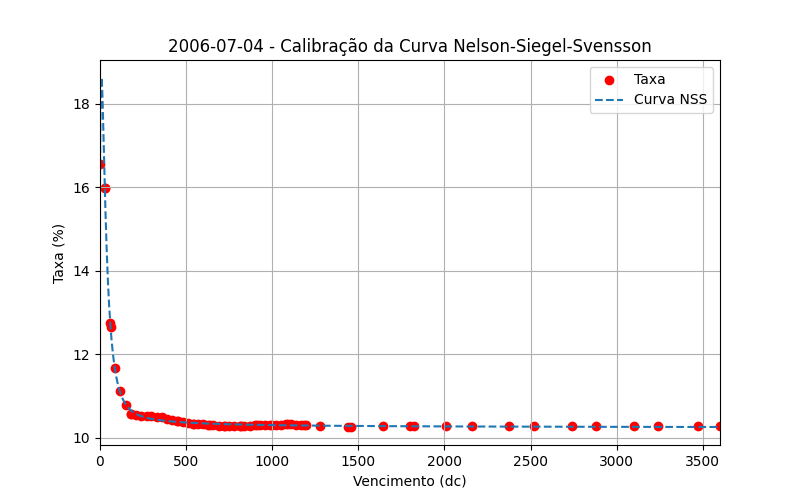 2006-07-04 - Calibração da Curva Nelson-Siegel-Svensson
Taxa
Curva NSS
Taxa (%)
18
16
14
12
10
0 500 1000 1500 2000 2500 3000 3500
Vencimento (dc)